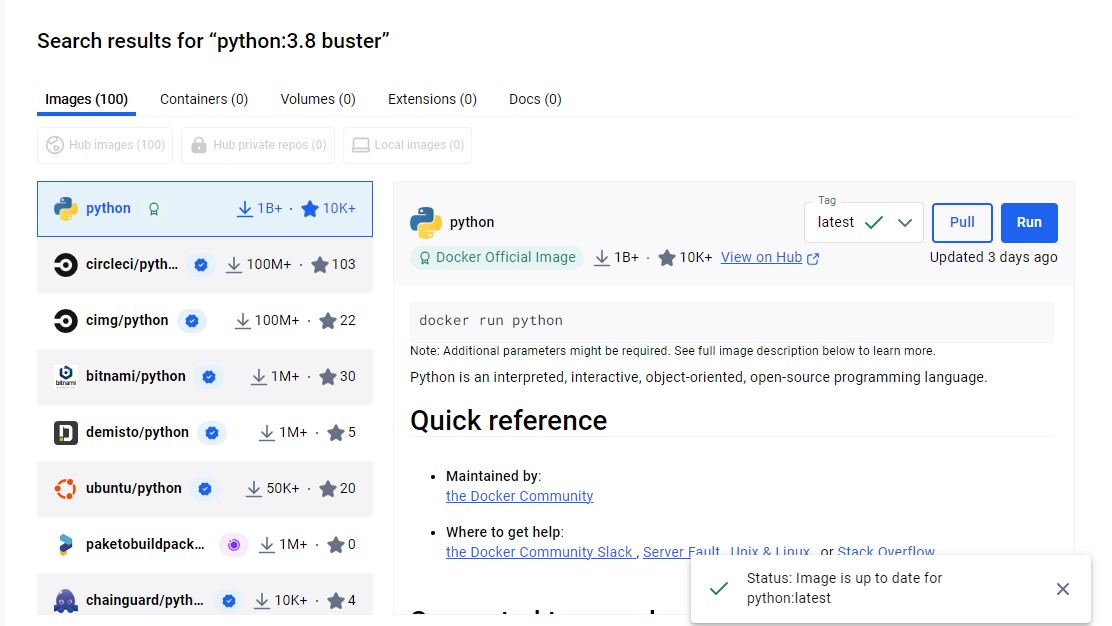 Search results for “python:3.8 buster”
Images (100) Containers (0) Volumes (0) Extensions (0) Docs (0)
Hub images (100) Hub private repos (0) Local images (0)
python 1B+ · 10K+
circleci/pyth... 100M+ · 103
cimg/python 100M+ · 22
bitnami
bitnami/python 1M+ · 30
demisto/python 1M+ · 5
ubuntu/python 50K+ · 20
paketobuildpack... 1M+ · 0
chainguard/pyth... 10K+ · 4
Tag
python latest Pull Run
Docker Official Image 1B+ · 10K+ View on Hub Updated 3 days ago
docker run python
Note: Additional parameters might be required. See full image description below to learn more.
Python is an interpreted, interactive, object-oriented, open-source programming language.
Quick reference
• Maintained by:
the Docker Community
• Where to get help:
the Docker Community Slack , Server Fault , Unix & Linux , or Stack Overflow
Status: Image is up to date for
python:latest